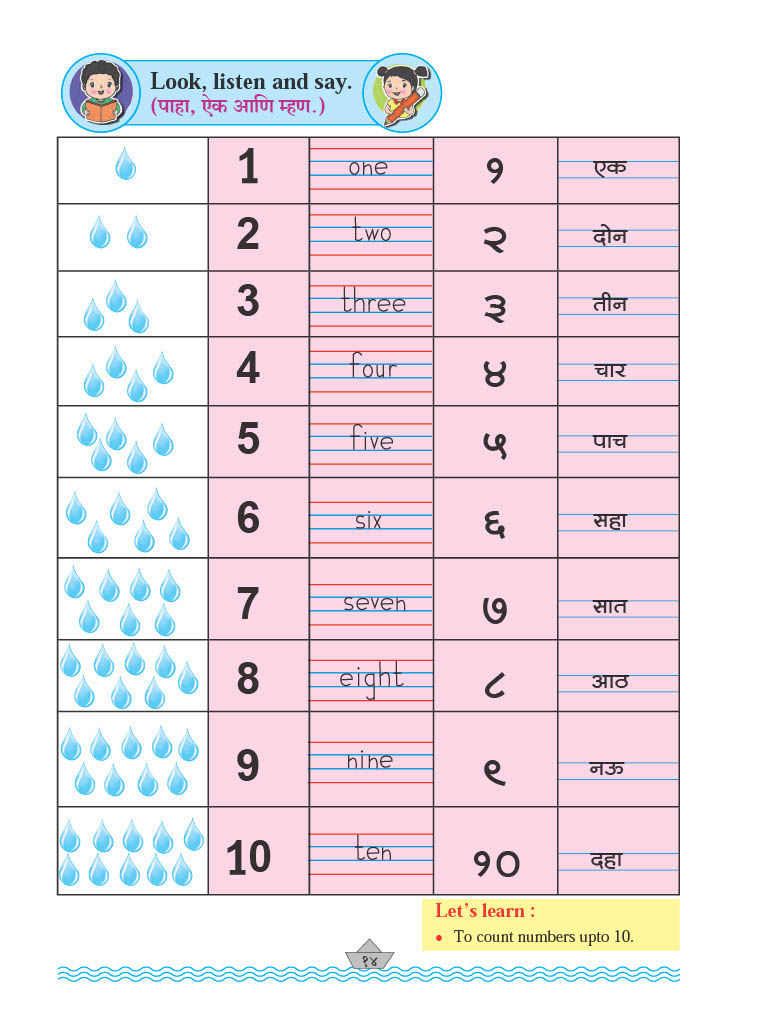 Look, listen and say.
(पाहा, ऐक आणि म्हण.)
1 one १ एक
2 two २ दोन
3 three ३ तीन
4 four ४ चार
5 five ५ पाच
6 six ६ सहा
7 seven ७ सात
8 eight ८ आठ
9 nine ९ नऊ
10 ten १० दहा
Let's learn :
• To count numbers upto 10.
१४